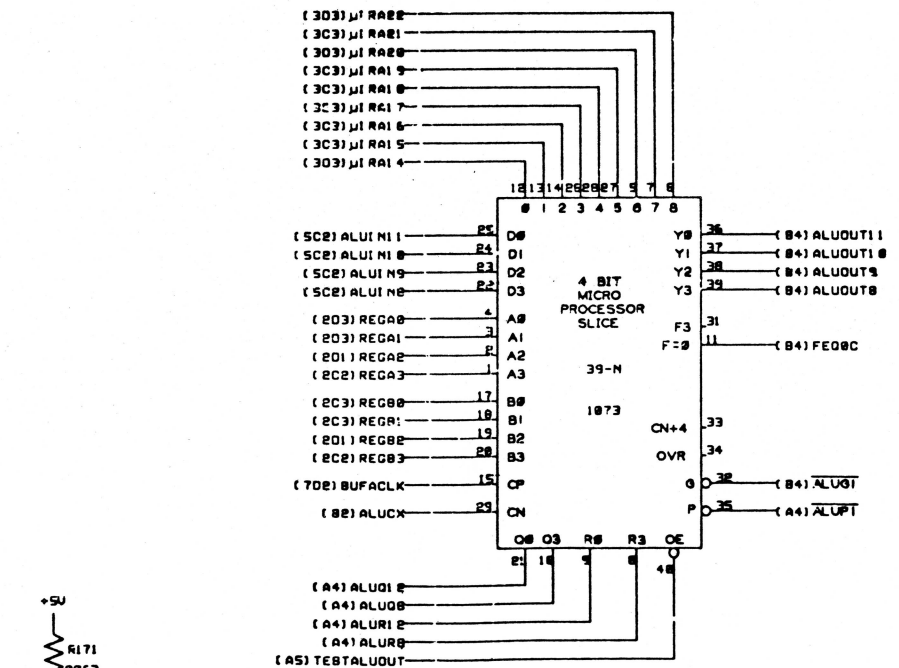 (3D3) µI RA22
(3C3) µI RA21
(3D3) µI RA20
(3C3) µI RA19
(3C3) µI RA18
(3C3) µI RA17
(3C3) µI RA16
(3C3) µI RA15
(3D3) µI RA14
12 13 14 26 28 27 5 7 6
0 1 2 3 4 5 6 7 8
(5C2) ALUIN11 25 D0 Y0 36 (B4) ALUOUT11
(5C2) ALUIN10 24 D1 Y1 37 (B4) ALUOUT10
(5C2) ALUIN9 23 D2 Y2 38 (B4) ALUOUT9
(5C2) ALUIN8 22 D3 Y3 39 (B4) ALUOUT8
4 BIT
MICRO
PROCESSOR
SLICE
(2D3) REGA0 4 A0
F3 31
(2D3) REGA1 3 A1
F=0 11 (B4) FEQ0C
(2D1) REGA2 2 A2
(2C2) REGA3 1 A3
39-N
(2C3) REGB0 17 B0
1073
(2C3) REGB1 18 B1
CN+4 33
(2D1) REGB2 19 B2
(2C2) REGB3 20 B3
OVR 34
(7D2) BUFACLK 15 CP G 32 (B4) ALUG1
(B2) ALUCX 29 CN P 35 (A4) ALUP1
Q0 Q3 R0 R3 OE
21 10 9 8 40
(A4) ALUQ12
(A4) ALUQ8
(A4) ALUR12
(A4) ALUR8
(A5) TESTALUOUT
+5V
R171